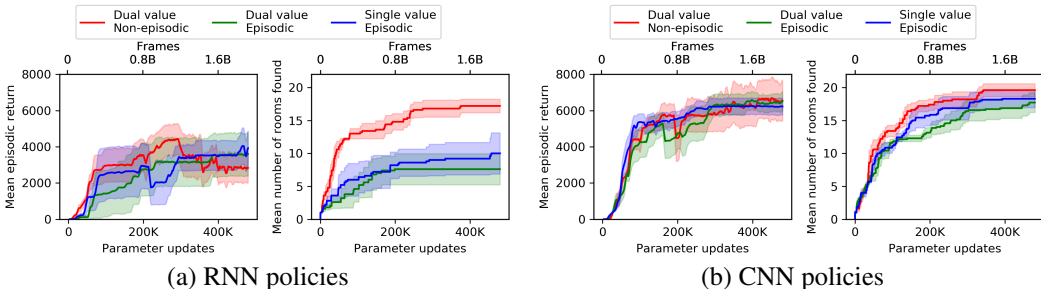 Dual value
Non-episodic
Dual value
Episodic
Single value
Episodic
Frames
0 0.8B 1.6B
0 0.8B 1.6B
Mean episodic return
8000
6000
4000
2000
0
0 200K 400K
Parameter updates
Mean number of rooms found
20
15
10
5
0
0 200K 400K
Parameter updates
(a) RNN policies
Dual value
Non-episodic
Dual value
Episodic
Single value
Episodic
Frames
0 0.8B 1.6B
0 0.8B 1.6B
Mean episodic return
8000
6000
4000
2000
0
0 200K 400K
Parameter updates
Mean number of rooms found
20
15
10
5
0
0 200K 400K
Parameter updates
(b) CNN policies